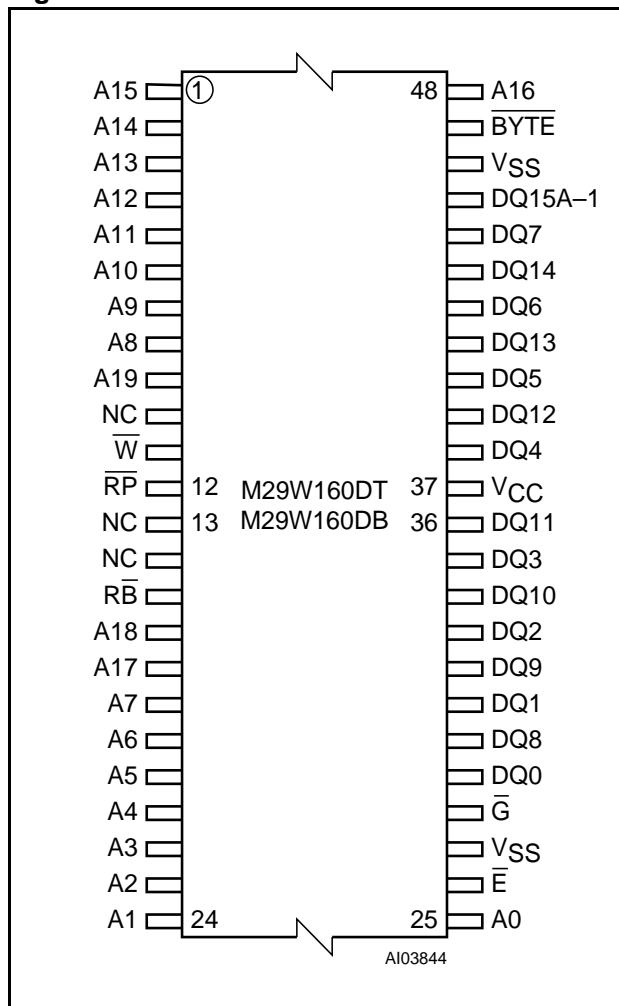 A15 1 48 A16
A14 B̅Y̅T̅E̅
A13 VSS
A12 DQ15A–1
A11 DQ7
A10 DQ14
A9 DQ6
A8 DQ13
A19 DQ5
NC DQ12
W̅ DQ4
R̅P̅ 12 M29W160DT 37 VCC
NC 13 M29W160DB 36 DQ11
NC DQ3
RB̅ DQ10
A18 DQ2
A17 DQ9
A7 DQ1
A6 DQ8
A5 DQ0
A4 G̅
A3 VSS
A2 E̅
A1 24 25 A0
AI03844